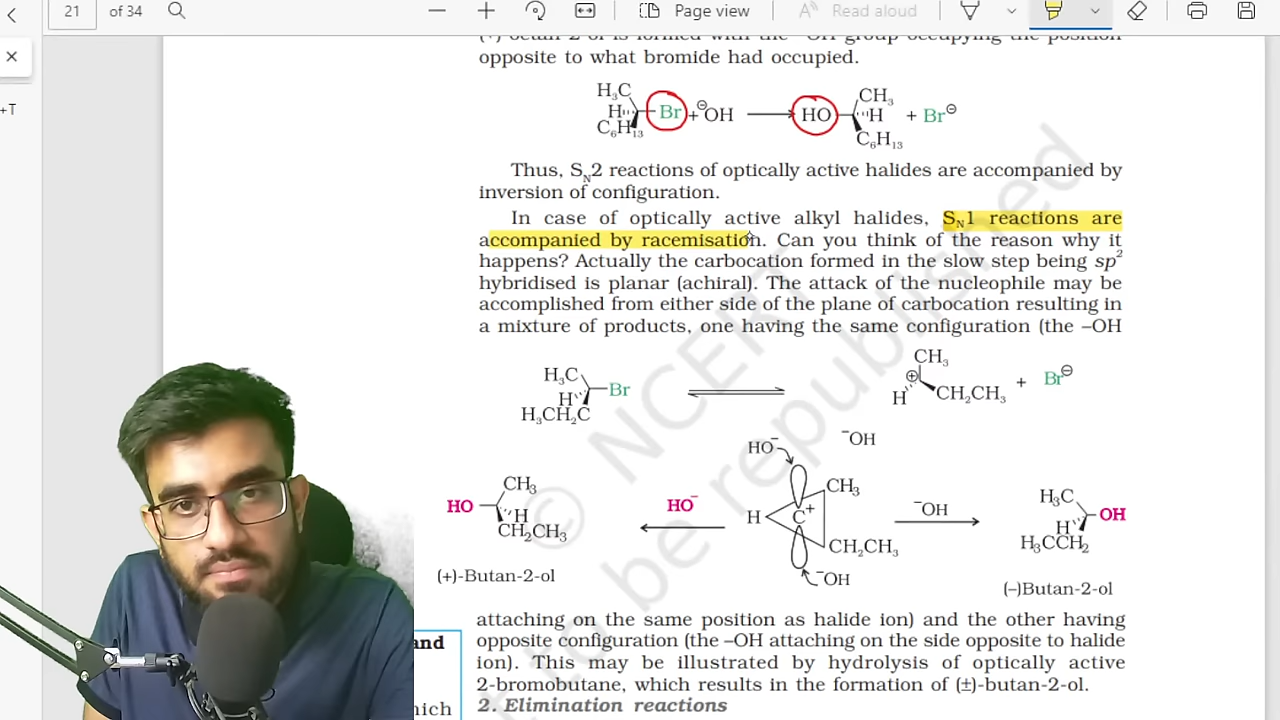 21 of 34 Page view Read aloud
opposite to what bromide had occupied.
H₃C
H
C₆H₁₃
Br + ⊖OH
HO
CH₃
H
C₆H₁₃
+ Br⊖
+T
Thus, SN2 reactions of optically active halides are accompanied by
inversion of configuration.
In case of optically active alkyl halides, SN1 reactions are
accompanied by racemisation. Can you think of the reason why it
happens? Actually the carbocation formed in the slow step being sp²
hybridised is planar (achiral). The attack of the nucleophile may be
accomplished from either side of the plane of carbocation resulting in
a mixture of products, one having the same configuration (the –OH
H₃C
H
H₃CH₂C
Br
CH₃
⊕
H
CH₂CH₃
+ Br⊖
HO⁻
⁻OH
HO
CH₃
H
CH₂CH₃
HO⁻
H
C⁺
CH₃
CH₂CH₃
⁻OH
⁻OH
H₃C
H
H₃CCH₂
OH
(+)-Butan-2-ol
(–)Butan-2-ol
attaching on the same position as halide ion) and the other having
opposite configuration (the –OH attaching on the side opposite to halide
ion). This may be illustrated by hydrolysis of optically active
2-bromobutane, which results in the formation of (±)-butan-2-ol.
2. Elimination reactions
© NCERT
be republished